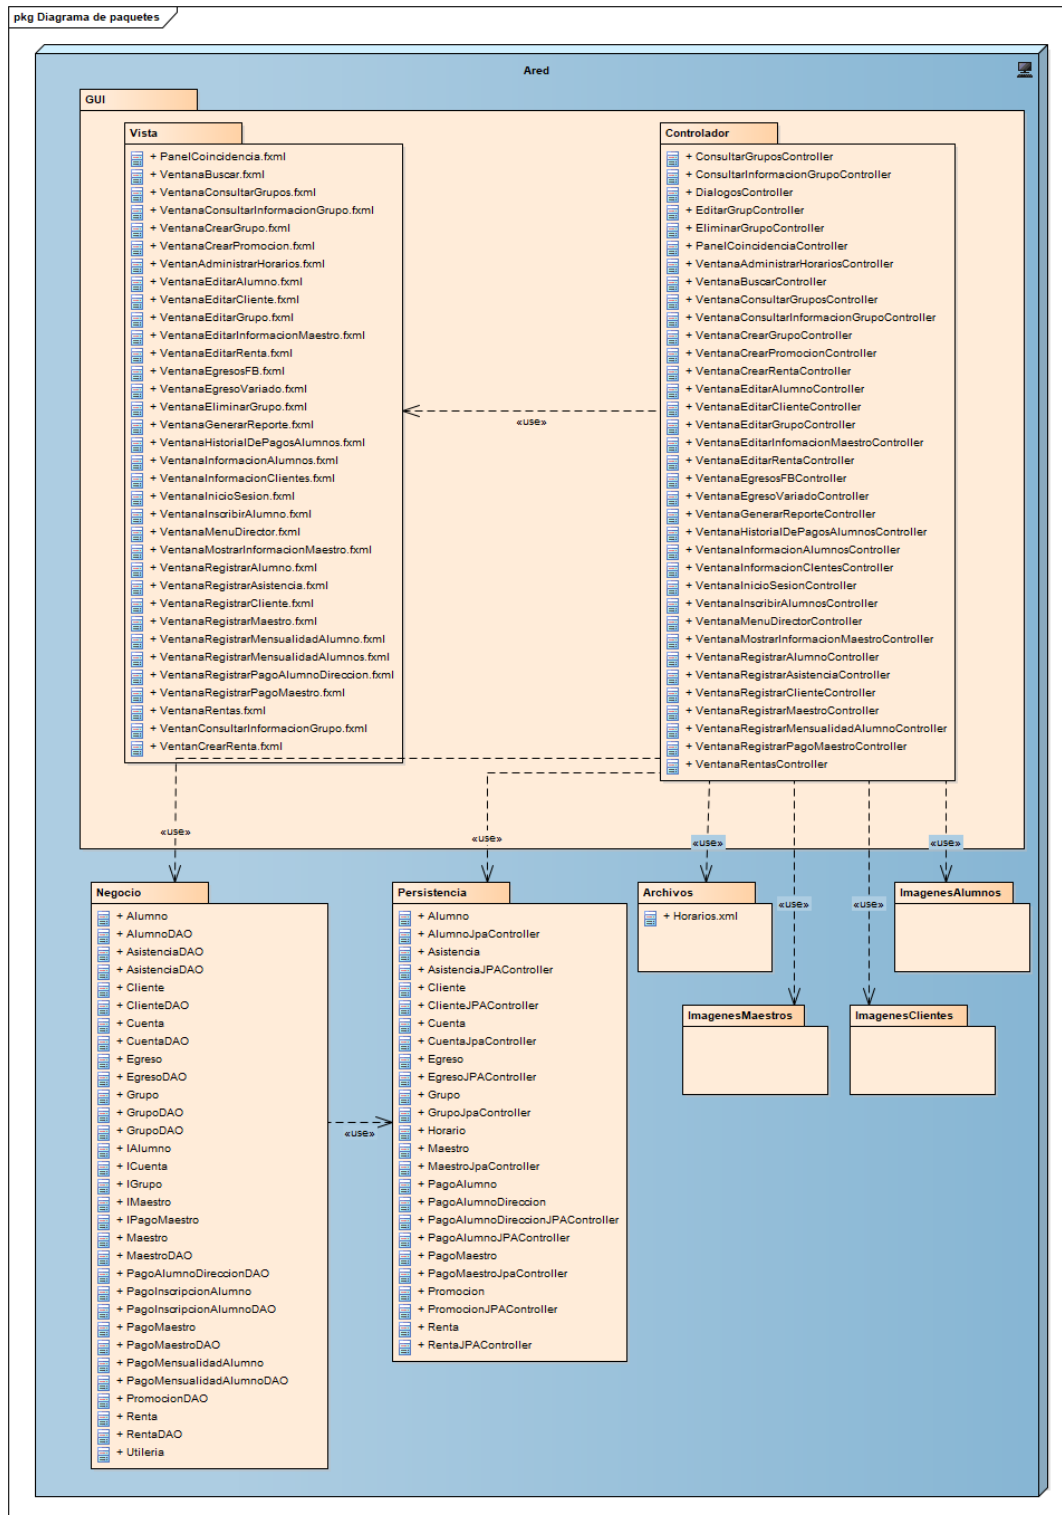 pkg Diagrama de paquetes
Ared
GUI
Vista
+ PanelCoincidencia.fxml
+ VentanaBuscar.fxml
+ VentanaConsultarGrupos.fxml
+ VentanaConsultarInformacionGrupo.fxml
+ VentanaCrearGrupo.fxml
+ VentanaCrearPromocion.fxml
+ VentanAdministrarHorarios.fxml
+ VentanaEditarAlumno.fxml
+ VentanaEditarCliente.fxml
+ VentanaEditarGrupo.fxml
+ VentanaEditarInformacionMaestro.fxml
+ VentanaEditarRenta.fxml
+ VentanaEgresosFB.fxml
+ VentanaEgresoVariado.fxml
+ VentanaEliminarGrupo.fxml
+ VentanaGenerarReporte.fxml
+ VentanaHistorialDePagosAlumnos.fxml
+ VentanaInformacionAlumnos.fxml
+ VentanaInformacionClientes.fxml
+ VentanaInicioSesion.fxml
+ VentanaInscribirAlumno.fxml
+ VentanaMenuDirector.fxml
+ VentanaMostrarInformacionMaestro.fxml
+ VentanaRegistrarAlumno.fxml
+ VentanaRegistrarAsistencia.fxml
+ VentanaRegistrarCliente.fxml
+ VentanaRegistrarMaestro.fxml
+ VentanaRegistrarMensualidadAlumno.fxml
+ VentanaRegistrarMensualidadAlumnos.fxml
+ VentanaRegistrarPagoAlumnoDireccion.fxml
+ VentanaRegistrarPagoMaestro.fxml
+ VentanaRentas.fxml
+ VentanConsultarInformacionGrupo.fxml
+ VentanCrearRenta.fxml
«use»
Controlador
+ ConsultarGruposController
+ ConsultarInformacionGrupoController
+ DialogosController
+ EditarGrupController
+ EliminarGrupoController
+ PanelCoincidenciaController
+ VentanaAdministrarHorariosController
+ VentanaBuscarController
+ VentanaConsultarGruposController
+ VentanaConsultarInformacionGrupoController
+ VentanaCrearGrupoController
+ VentanaCrearPromocionController
+ VentanaCrearRentaController
+ VentanaEditarAlumnoController
+ VentanaEditarClienteController
+ VentanaEditarGrupoController
+ VentanaEditarInfomacionMaestroController
+ VentanaEditarRentaController
+ VentanaEgresosFBController
+ VentanaEgresoVariadoController
+ VentanaGenerarReporteController
+ VentanaHistorialDePagosAlumnosController
+ VentanaInformacionAlumnosController
+ VentanaInformacionClentesController
+ VentanaInicioSesionController
+ VentanaInscribirAlumnosController
+ VentanaMenuDirectorController
+ VentanaMostrarInformacionMaestroController
+ VentanaRegistrarAlumnoController
+ VentanaRegistrarAsistenciaController
+ VentanaRegistrarClienteController
+ VentanaRegistrarMaestroController
+ VentanaRegistrarMensualidadAlumnoController
+ VentanaRegistrarPagoMaestroController
+ VentanaRentasController
«use»
«use»
«use»
«use»
«use»
«use»
Negocio
+ Alumno
+ AlumnoDAO
+ AsistenciaDAO
+ AsistenciaDAO
+ Cliente
+ ClienteDAO
+ Cuenta
+ CuentaDAO
+ Egreso
+ EgresoDAO
+ Grupo
+ GrupoDAO
+ GrupoDAO
+ IAlumno
+ ICuenta
+ IGrupo
+ IMaestro
+ IPagoMaestro
+ Maestro
+ MaestroDAO
+ PagoAlumnoDireccionDAO
+ PagoInscripcionAlumno
+ PagoInscripcionAlumnoDAO
+ PagoMaestro
+ PagoMaestroDAO
+ PagoMensualidadAlumno
+ PagoMensualidadAlumnoDAO
+ PromocionDAO
+ Renta
+ RentaDAO
+ Utileria
«use»
Persistencia
+ Alumno
+ AlumnoJpaController
+ Asistencia
+ AsistenciaJPAController
+ Cliente
+ ClienteJPAController
+ Cuenta
+ CuentaJpaController
+ Egreso
+ EgresoJPAController
+ Grupo
+ GrupoJpaController
+ Horario
+ Maestro
+ MaestroJpaController
+ PagoAlumno
+ PagoAlumnoDireccion
+ PagoAlumnoDireccionJPAController
+ PagoAlumnoJPAController
+ PagoMaestro
+ PagoMaestroJpaController
+ Promocion
+ PromocionJPAController
+ Renta
+ RentaJPAController
Archivos
+ Horarios.xml
ImagenesAlumnos
ImagenesMaestros
ImagenesClientes